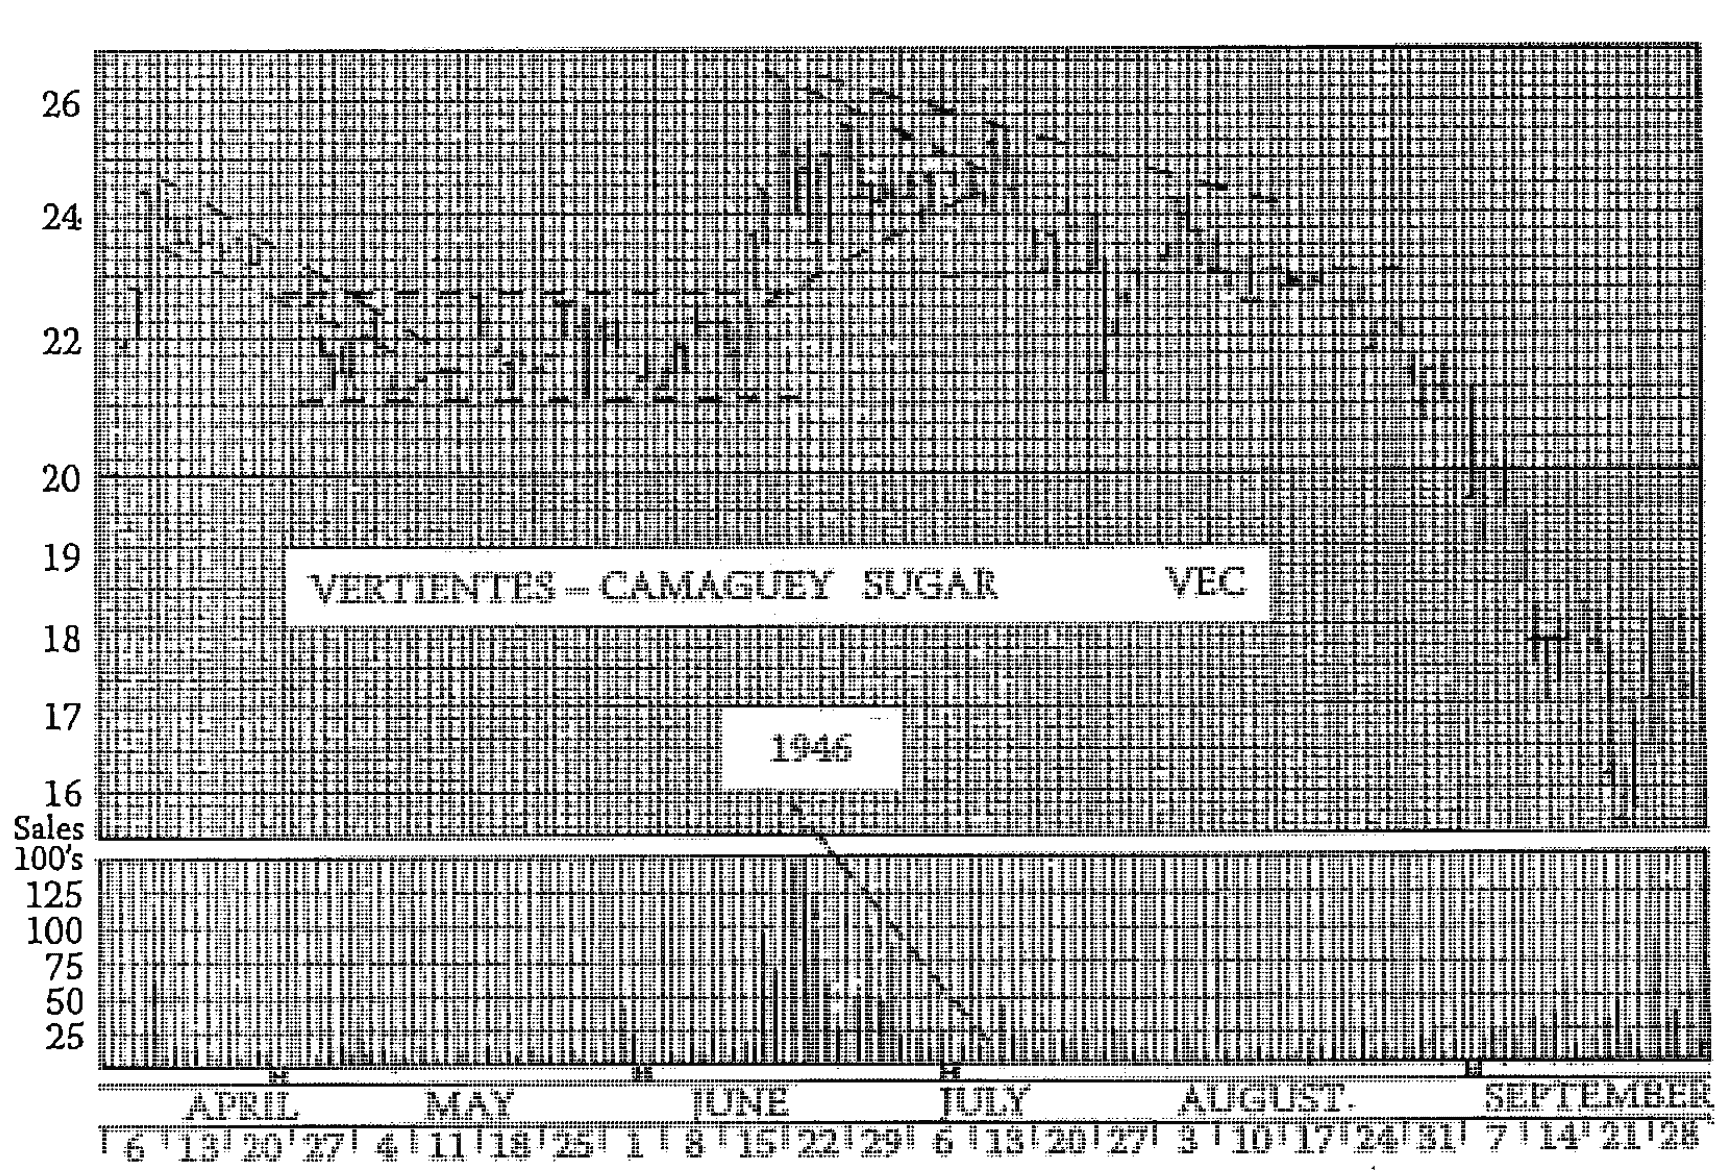 26
24
22
20
19
VERTIENTES – CAMAGUEY SUGAR VEC
18
17
1946
16
Sales
100's
125
100
75
50
25
H H H H
APRIL MAY JUNE JULY AUGUST. SEPTEMBER
6 13 20 27 4 11 18 25 1 8 15 22 29 6 13 20 27 3 10 17 24 31 7 14 21 28